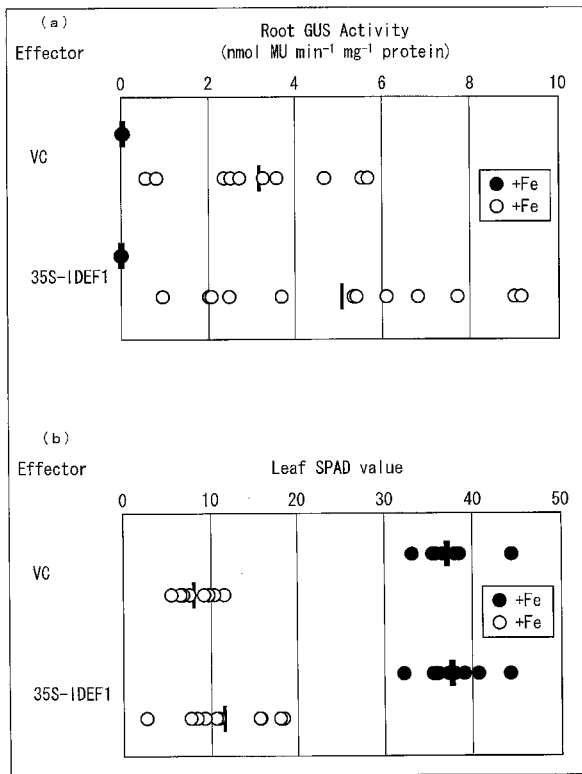 (a)
Root GUS Activity
Effector
(nmol MU min⁻¹ mg⁻¹ protein)
0 2 4 6 8 10
VC
● +Fe
○ +Fe
35S-IDEF1
(b)
Effector
Leaf SPAD value
0 10 20 30 40 50
VC
● +Fe
○ +Fe
35S-IDEF1